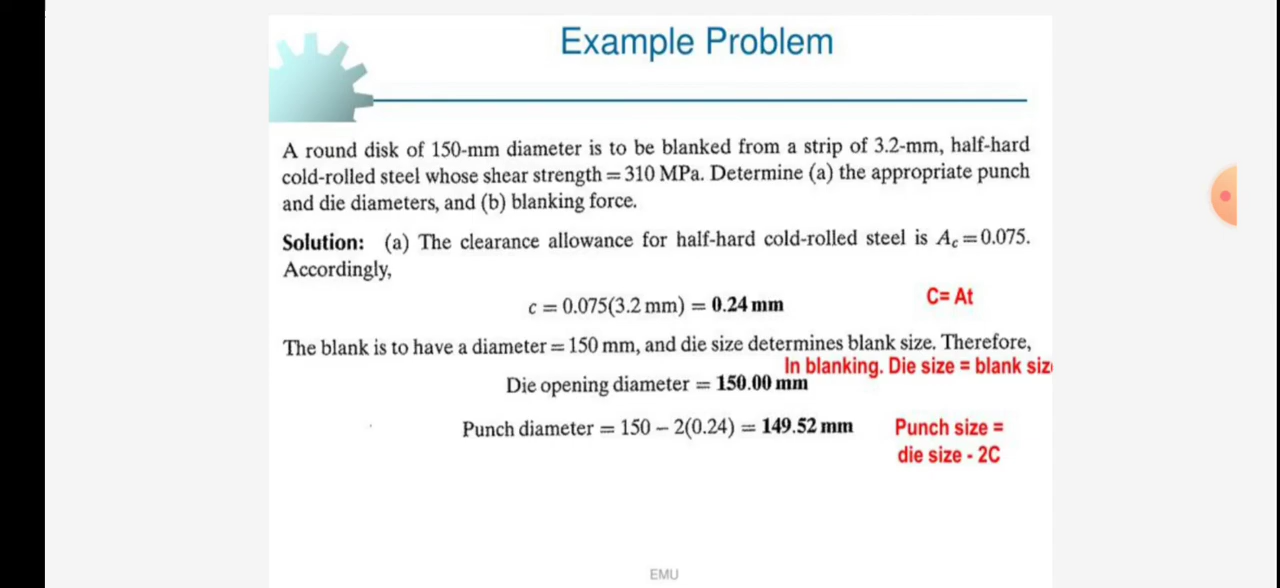 Example Problem
A round disk of 150-mm diameter is to be blanked from a strip of 3.2-mm, half-hard
cold-rolled steel whose shear strength = 310 MPa. Determine (a) the appropriate punch
and die diameters, and (b) blanking force.
Solution: (a) The clearance allowance for half-hard cold-rolled steel is Ac = 0.075.
Accordingly,
c = 0.075(3.2 mm) = 0.24 mm
C= At
The blank is to have a diameter = 150 mm, and die size determines blank size. Therefore,
In blanking. Die size = blank siz
Die opening diameter = 150.00 mm
Punch diameter = 150 − 2(0.24) = 149.52 mm
Punch size =
die size - 2C
EMU